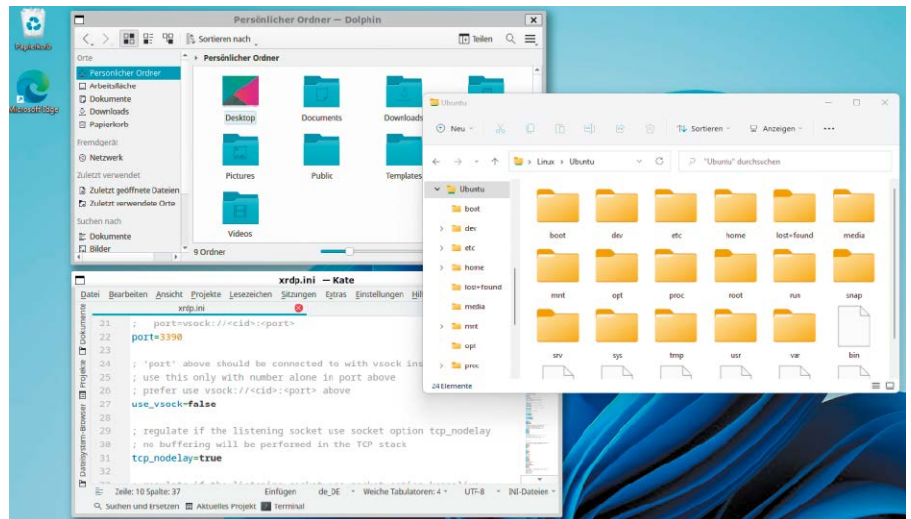 Papierkorb
Microsoft Edge
Persönlicher Ordner — Dolphin
Sortieren nach
Teilen
Orte
Persönlicher Ordner
Arbeitsfläche
Dokumente
Downloads
Papierkorb
Fremdgerät
Netzwerk
Zuletzt verwendet
Zuletzt geöffnete Dateien
Zuletzt verwendete Orte
Suchen nach
Dokumente
Bilder
Persönlicher Ordner
Desktop
Documents
Downloads
Pictures
Public
Templates
Videos
9 Ordner
Ubuntu
Neu
Sortieren
Anzeigen
Linux > Ubuntu
"Ubuntu" durchsuchen
Ubuntu
boot
dev
etc
home
lost+found
media
mnt
opt
proc
boot dev etc home lost+found media
mnt opt proc root run snap
srv sys tmp usr var bin
24 Elemente
xrdp.ini — Kate
Datei Bearbeiten Ansicht Projekte Lesezeichen Sitzungen Extras Einstellungen
xrdp.ini
Dokumente
Projekte
Dateisystem-Browser
21 ; port=vsock://<cid>:<port>
22 port=3390
23
24 ; 'port' above should be connected to with vsock
25 ; use this only with number alone in port above
26 ; prefer use vsock://<cid>:<port> above
27 use_vsock=false
28
29 ; regulate if the listening socket use socket option tcp_nodelay
30 ; no buffering will be performed in the TCP stack
31 tcp_nodelay=true
32
Zeile: 10 Spalte: 37 Einfügen de_DE Weiche Tabulatoren: 4 UTF-8 INI-Dateien
Suchen und Ersetzen Aktuelles Projekt Terminal